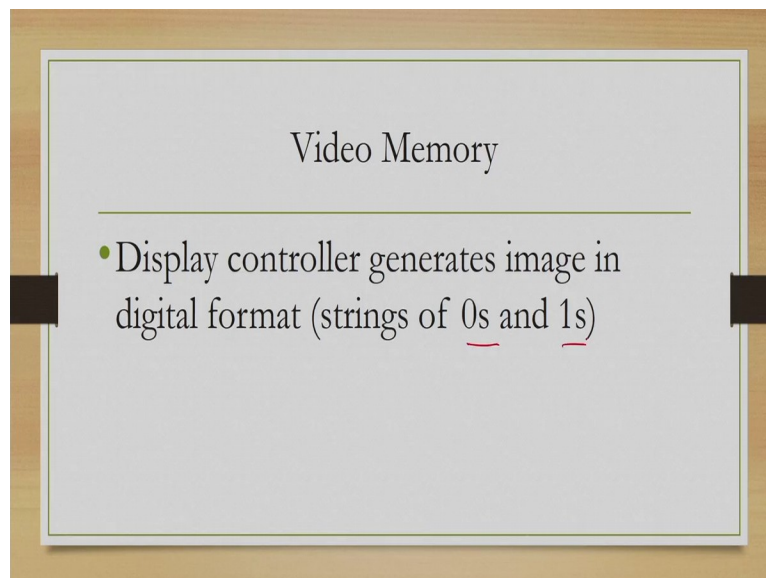 Video Memory
•Display controller generates image in
digital format (strings of 0s and 1s)